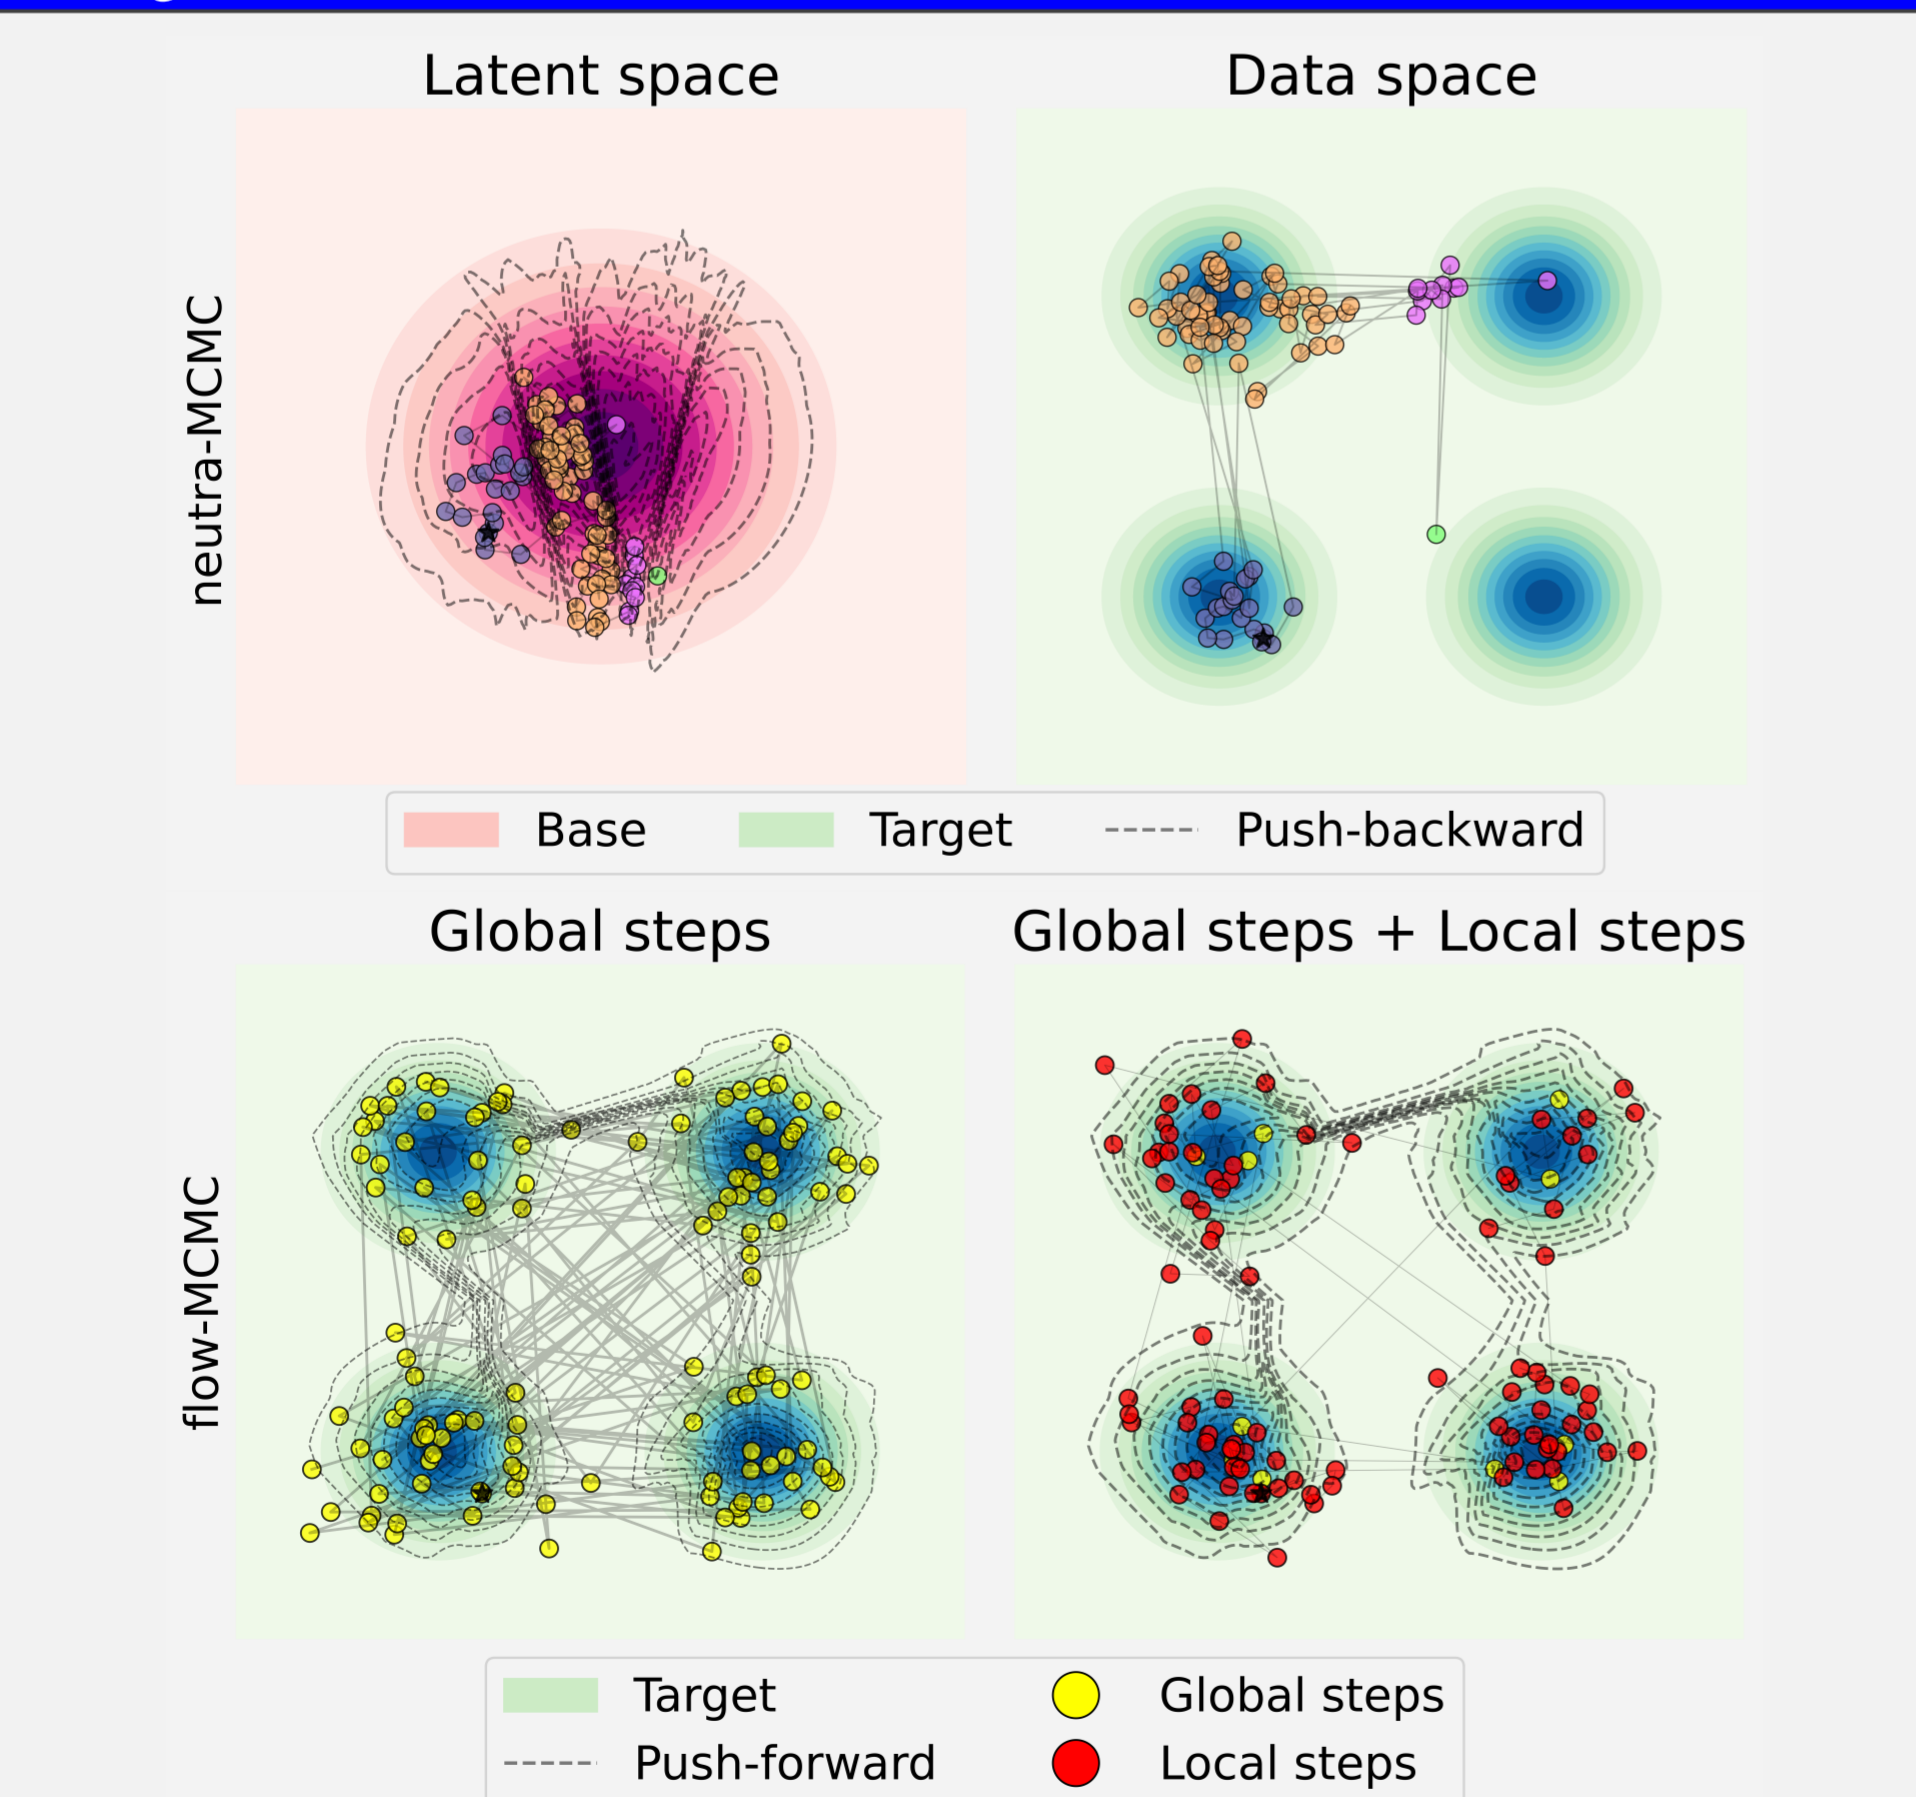 Latent space
Data space
neutra-MCMC
Base
Target
Push-backward
Global steps
Global steps + Local steps
flow-MCMC
Target
Global steps
Push-forward
Local steps